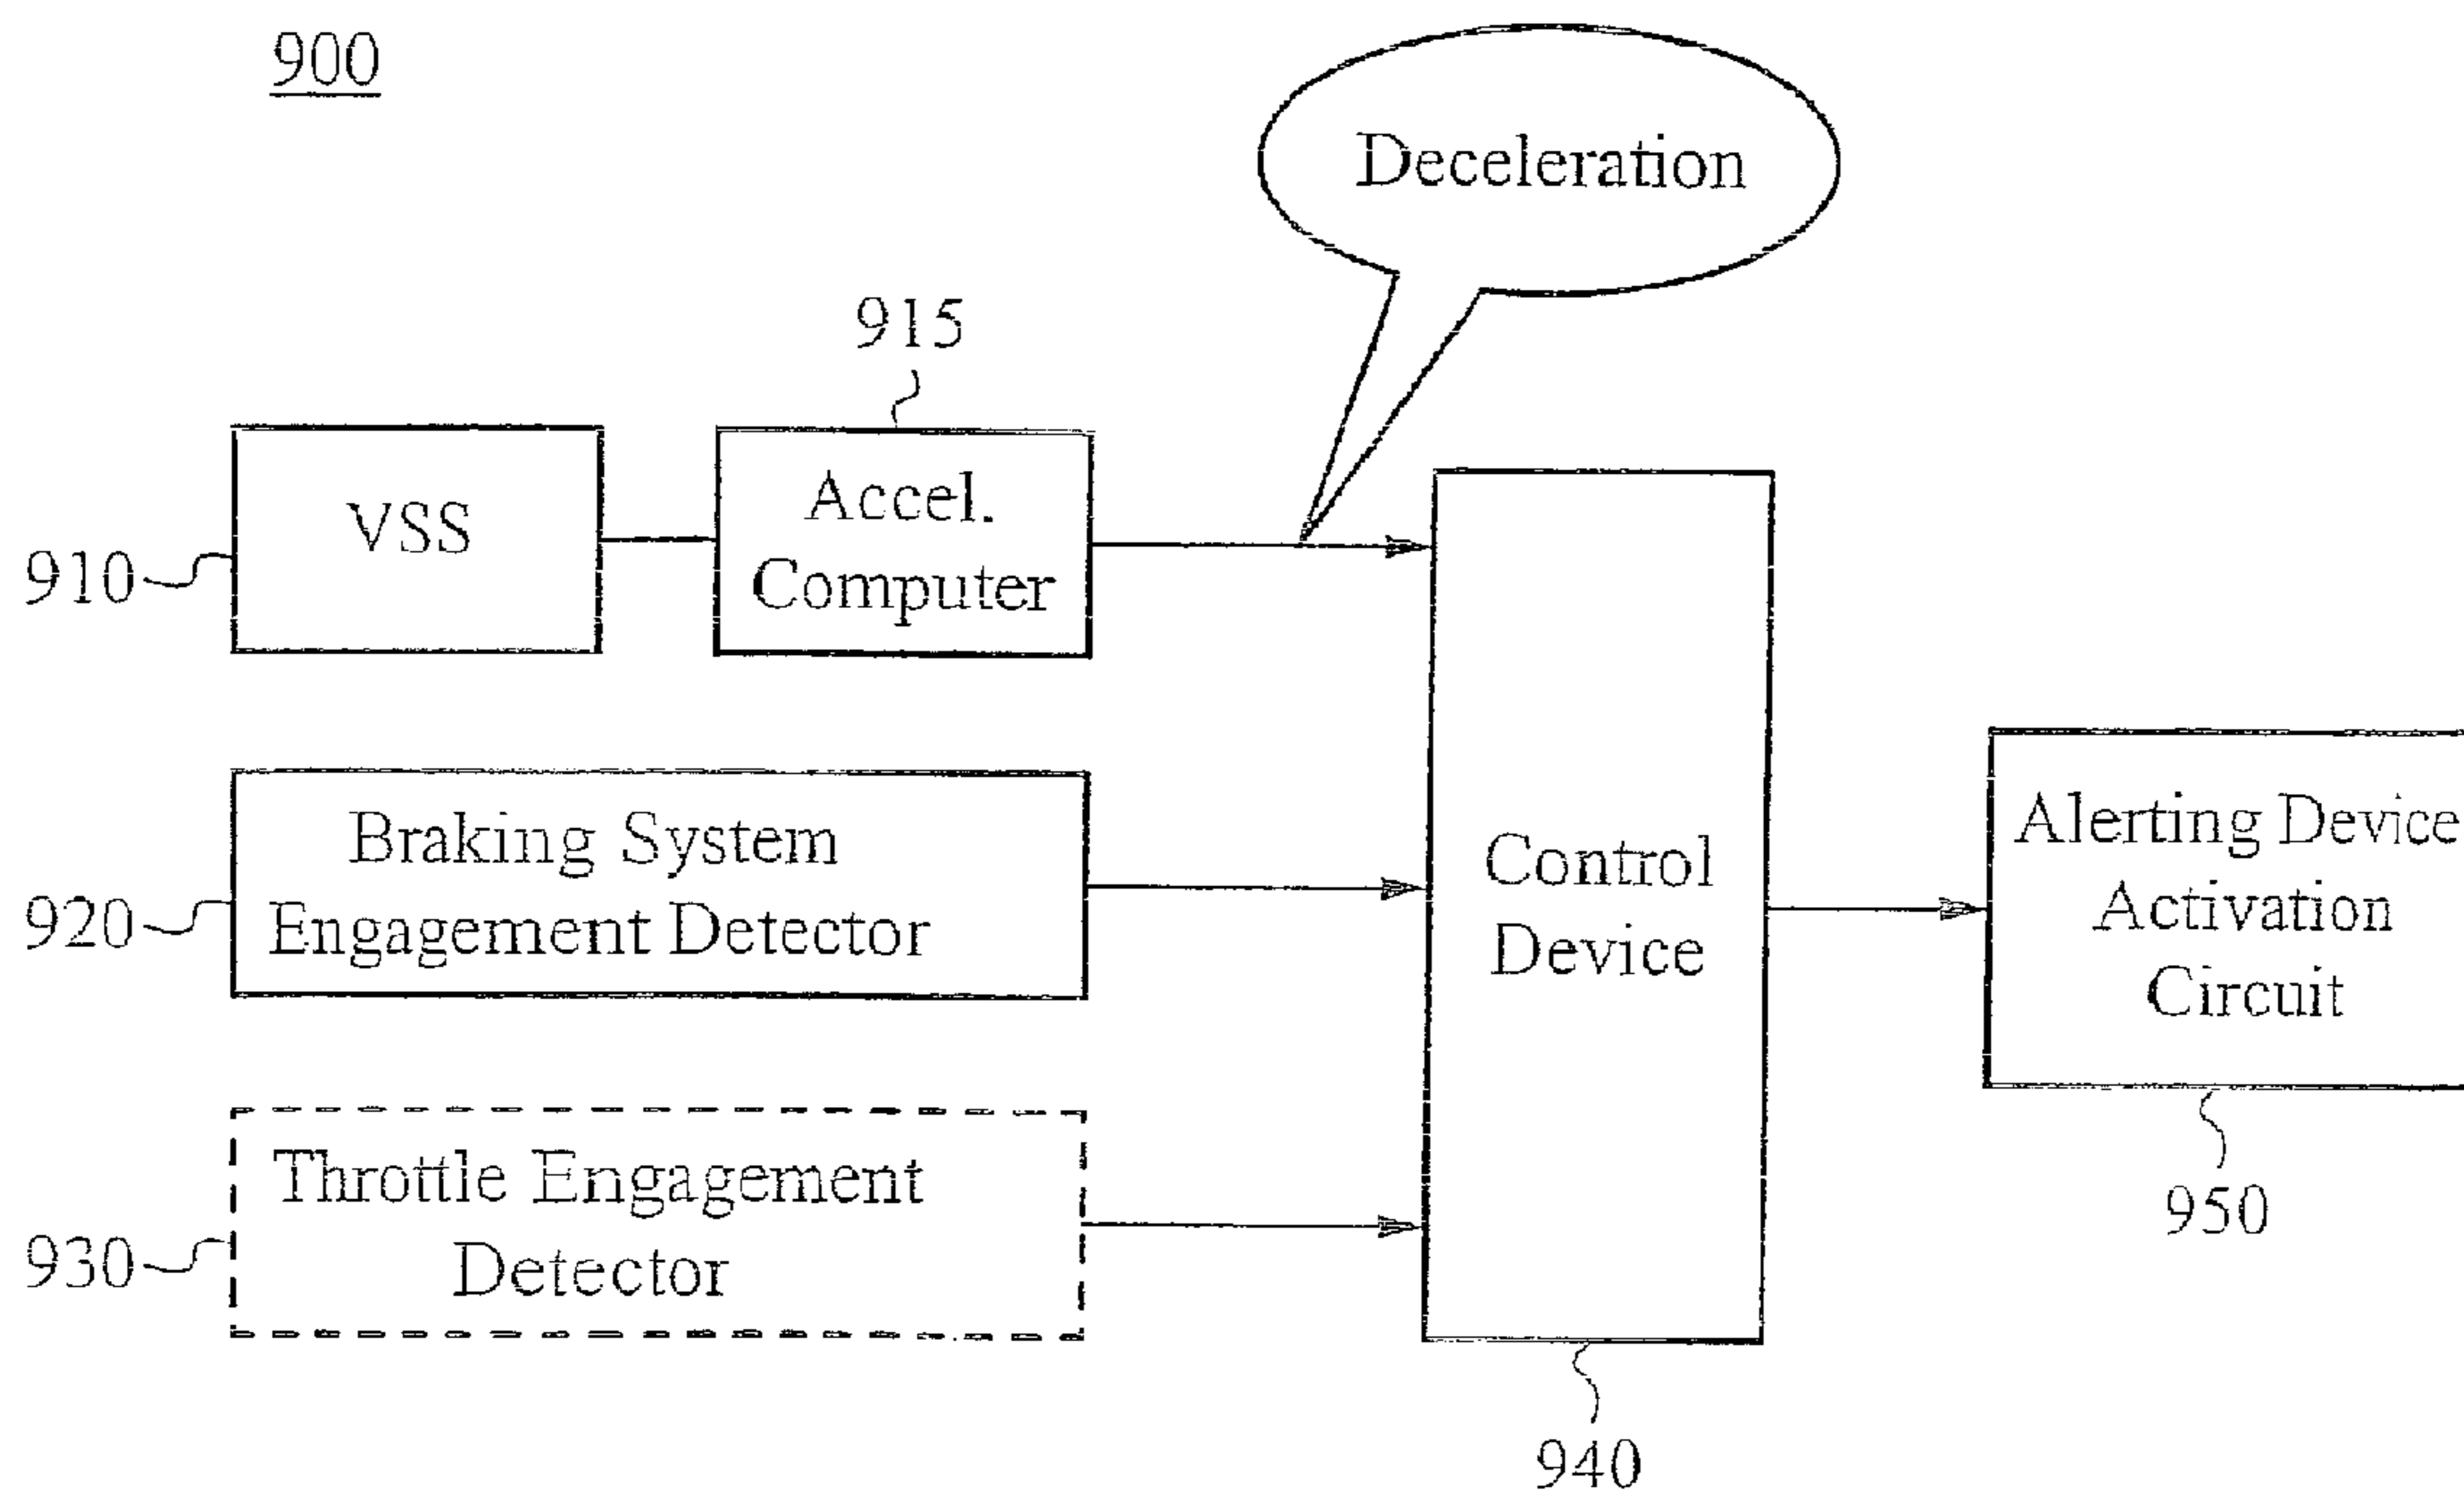 900
Deceleration
915
VSS
Accel.
Computer
910
Braking System
Engagement Detector
920
Throttle Engagement
Detector
930
Control
Device
940
Alerting Device
Activation
Circuit
950